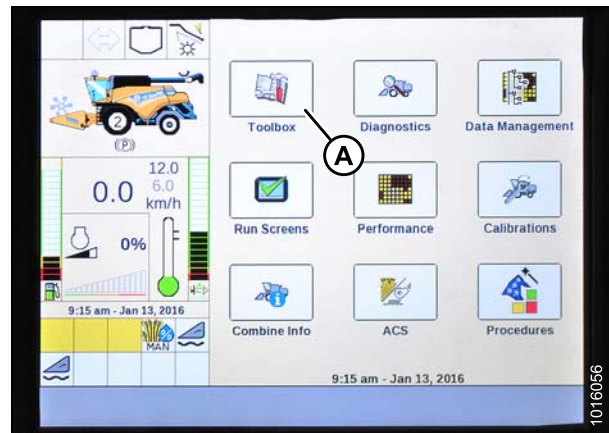 Toolbox
Diagnostics
Data Management
A
2
(P)
12.0
6.0
0.0
km/h
0%
Run Screens
Performance
Calibrations
9:15 am - Jan 13, 2016
MAN
Combine Info
ACS
Procedures
9:15 am - Jan 13, 2016
1016056